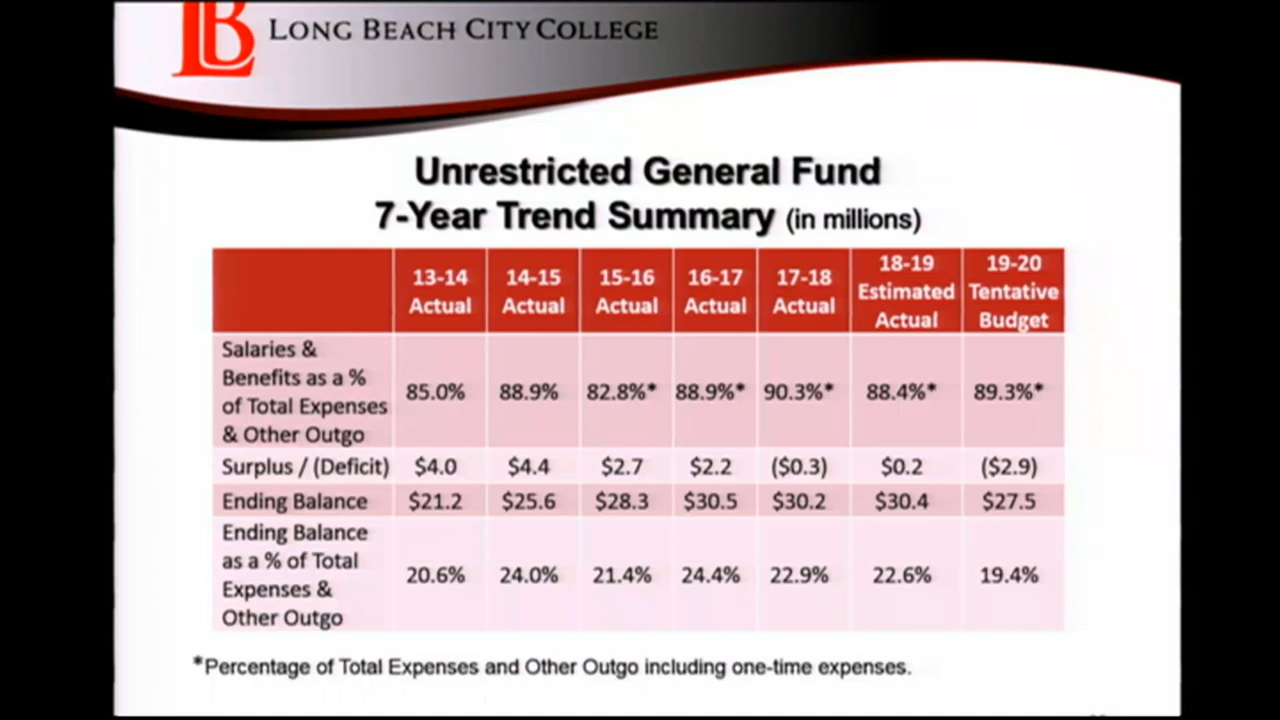 LB LONG BEACH CITY COLLEGE
Unrestricted General Fund
7-Year Trend Summary (in millions)
13-14 Actual 14-15 Actual 15-16 Actual 16-17 Actual 17-18 Actual 18-19 Estimated Actual 19-20 Tentative Budget
Salaries & Benefits as a % of Total Expenses & Other Outgo 85.0% 88.9% 82.8%* 88.9%* 90.3%* 88.4%* 89.3%*
Surplus / (Deficit) $4.0 $4.4 $2.7 $2.2 ($0.3) $0.2 ($2.9)
Ending Balance $21.2 $25.6 $28.3 $30.5 $30.2 $30.4 $27.5
Ending Balance as a % of Total Expenses & Other Outgo 20.6% 24.0% 21.4% 24.4% 22.9% 22.6% 19.4%
*Percentage of Total Expenses and Other Outgo including one-time expenses.